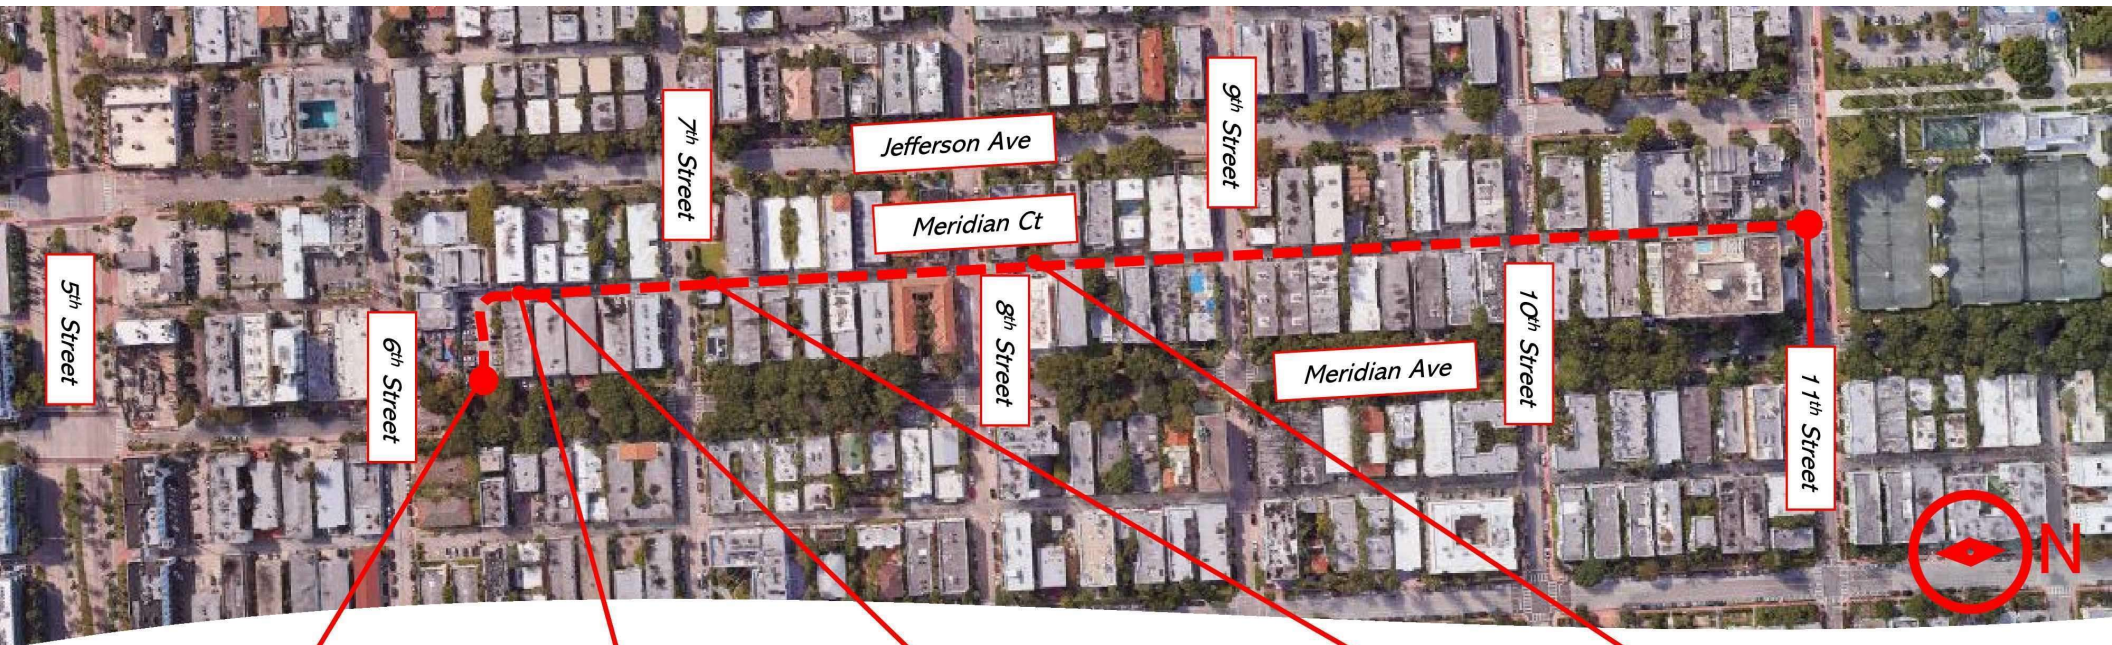 7th Street
9th Street
Jefferson Ave
Meridian Ct
5th Street
6th Street
8th Street
10th Street
Meridian Ave
11th Street
N